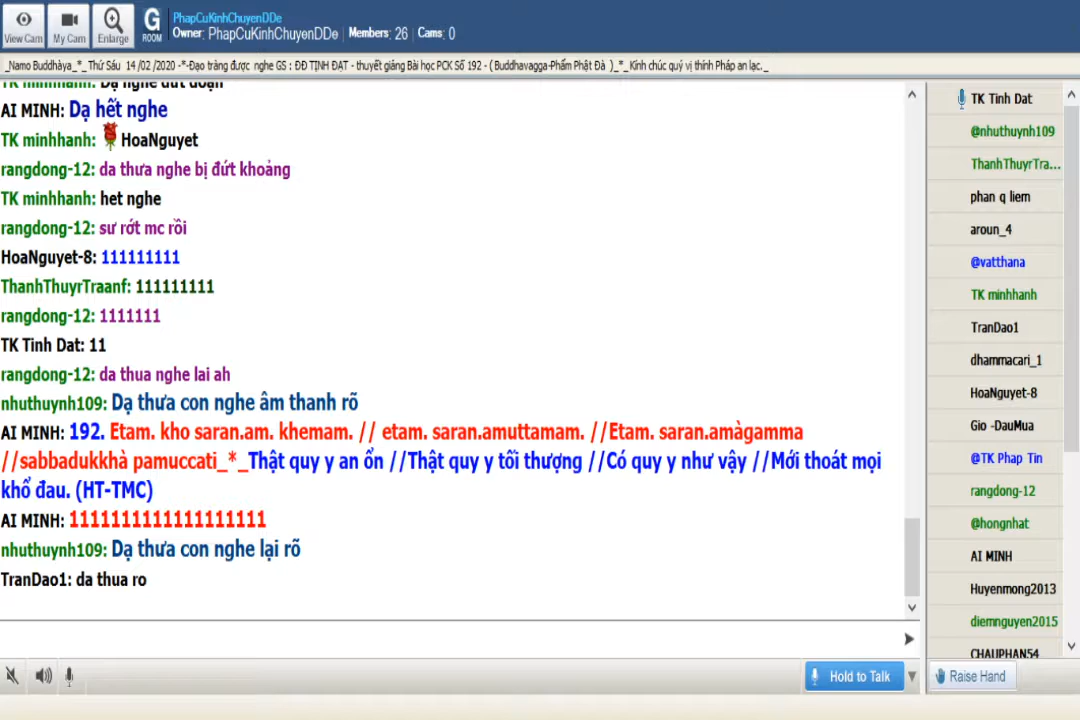 PhapCuKinhChuyenDDe
Owner: PhapCuKinhChuyenDDe Members: 26 Cams: 0
View Cam My Cam Enlarge G ROOM
_Namo Buddhàya_*_ Thứ Sáu 14 /02 /2020 -*-Đạo tràng được nghe GS : ĐĐ TỊNH ĐẠT - thuyết giảng Bài học PCK Số 192 - ( Buddhavagga-Phẩm Phật Đà )_*_ Kính chúc quý vị thính Pháp an lạc._
TK minhhanh: Dạ nghe đứt đoạn
AI MINH: Dạ hết nghe
TK minhhanh: HoaNguyet
rangdong-12: da thưa nghe bị đứt khoảng
TK minhhanh: het nghe
rangdong-12: sư rớt mc rồi
HoaNguyet-8: 111111111
ThanhThuyrTraanf: 111111111
rangdong-12: 1111111
TK Tinh Dat: 11
rangdong-12: da thua nghe lai ah
nhuthuynh109: Dạ thưa con nghe âm thanh rõ
AI MINH: 192. Etam. kho saran.am. khemam. // etam. saran.amuttamam. //Etam. saran.amàgamma
//sabbadukkhà pamuccati_*_Thật quy y an ổn //Thật quy y tối thượng //Có quy y như vậy //Mới thoát mọi
khổ đau. (HT-TMC)
AI MINH: 1111111111111111111
nhuthuynh109: Dạ thưa con nghe lại rõ
TranDao1: da thua ro
TK Tinh Dat
@nhuthuynh109
ThanhThuyrTra...
phan q liem
aroun_4
@vatthana
TK minhhanh
TranDao1
dhammacari_1
HoaNguyet-8
Gio -DauMua
@TK Phap Tin
rangdong-12
@hongnhat
AI MINH
Huyenmong2013
diemnguyen2015
CHAUPHAN54
Hold to Talk
Raise Hand